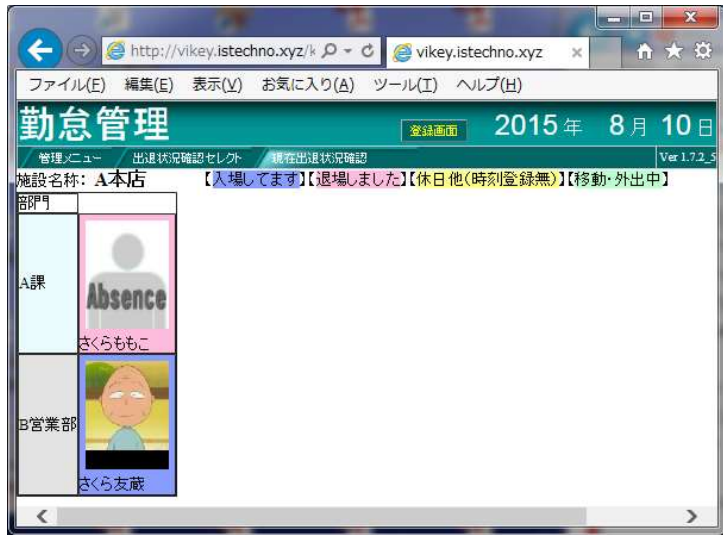 http://vikey.istechno.xyz/k
vikey.istechno.xyz
ファイル(F) 編集(E) 表示(V) お気に入り(A) ツール(T) ヘルプ(H)
勤怠管理 登録画面 2015年 8月 10日
管理メニュー 出退状況確認セレクト 現在出退状況確認 Ver 1.7.2_5
施設名称: A本店 【入場してます】【退場しました】【休日他(時刻登録無)】【移動・外出中】
部門
A課
Absence
さくらももこ
B営業部
さくら友蔵